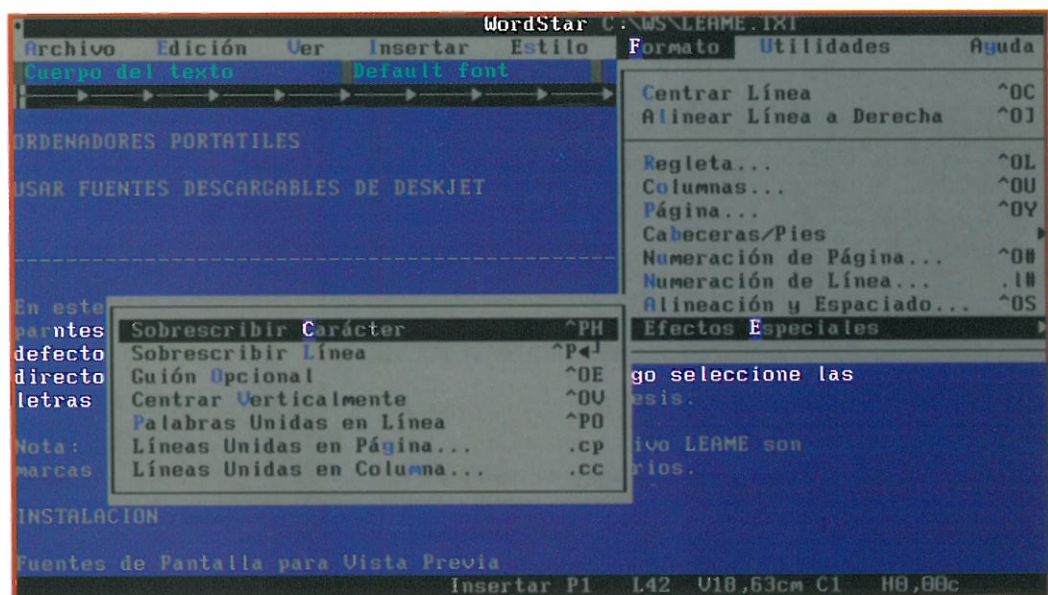 WordStar C:\WS\LEAME.TXT
Archivo Edición Ver Insertar Estilo Formato Utilidades Ayuda
Cuerpo del texto Default font
Centrar Línea ^OC
Alinear Línea a Derecha ^O]
ORDENADORES PORTATILES
Regleta... ^OL
USAR FUENTES DESCARGABLES DE DESKJET
Columnas... ^OU
Página... ^OY
Cabeceras/Pies
Numeración de Página... ^O#
Numeración de Línea... .l#
En este
Alineación y Espaciado... ^OS
parntes
Sobrescribir Carácter ^PH
Efectos Especiales
defecto
Sobrescribir Línea ^P◄┘
directo
Guión Opcional ^OE
go seleccione las
letras
Centrar Verticalmente ^OV
esis.
Palabras Unidas en Línea ^PO
Nota:
Líneas Unidas en Página... .cp
ivo LEAME son
marcas
Líneas Unidas en Columna... .cc
rios.
INSTALACION
Fuentes de Pantalla para Vista Previa
Insertar P1 L42 V18,63cm C1 H0,00c